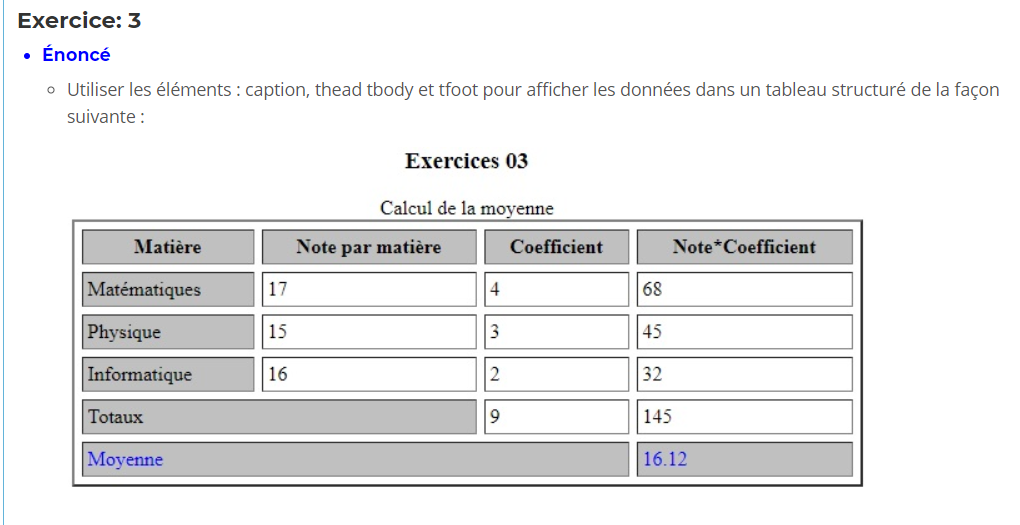 Exercice: 3
• Énoncé
○ Utiliser les éléments : caption, thead tbody et tfoot pour afficher les données dans un tableau structuré de la façon
suivante :
Exercices 03
Calcul de la moyenne
Matière Note par matière Coefficient Note*Coefficient
Matématiques 17 4 68
Physique 15 3 45
Informatique 16 2 32
Totaux 9 145
Moyenne 16.12